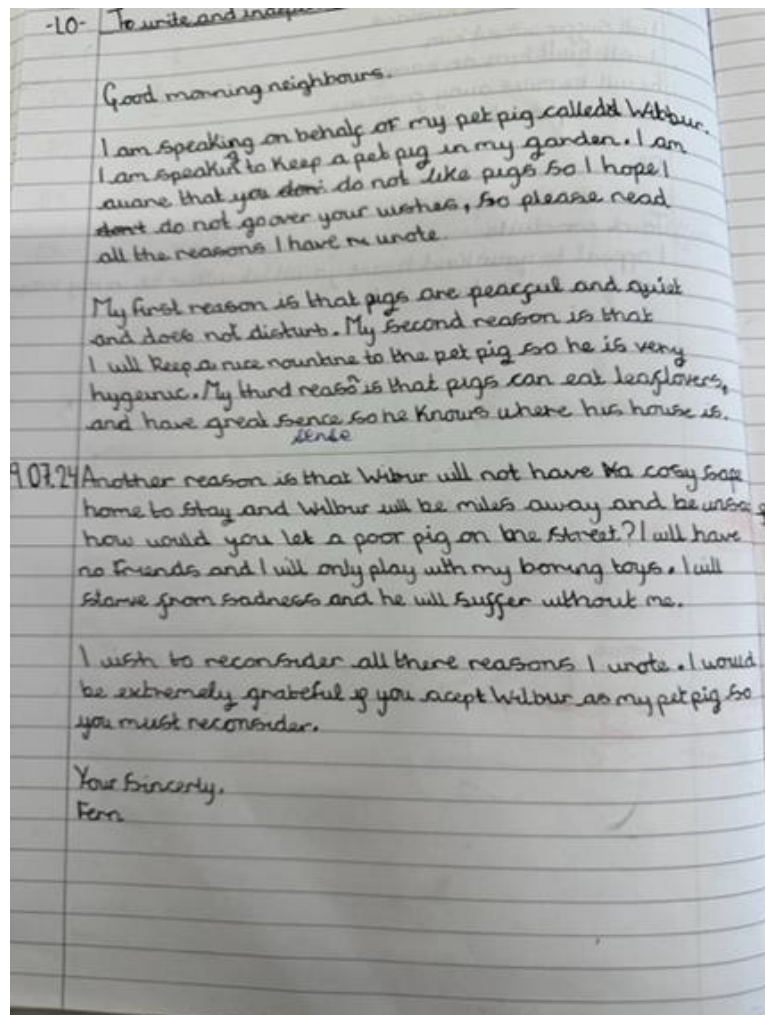 -LO- To write and
Good morning neighbours.
I am speaking on behalf of my pet pig called Wilbur.
I am speaking to keep a pet pig in my garden. I am
aware that you don't do not like pigs so I hope I
dont do not go over your wishes, so please read
all the reasons I have wrote.
My first reason is that pigs are peacful and quiet
and does not disturb. My second reason is that
I will keep a nice rountine to the pet pig so he is very
hygeinic. My third reason is that pigs can eat leaflovers,
and have great sence so he knows where his house is.
sense
9.07.24 Another reason is that Wilbur will not have a cosy safe
home to stay and Wilbur will be miles away and be unsafe
how would you let a poor pig on the street? I will have
no friends and I will only play with my boring toys. I will
starve from sadness and he will suffer without me.
I wish to reconsider all there reasons I wrote. I would
be extremely grateful if you acept Wilbur as my pet pig so
you must reconsider.
Your Sincerly,
Fern